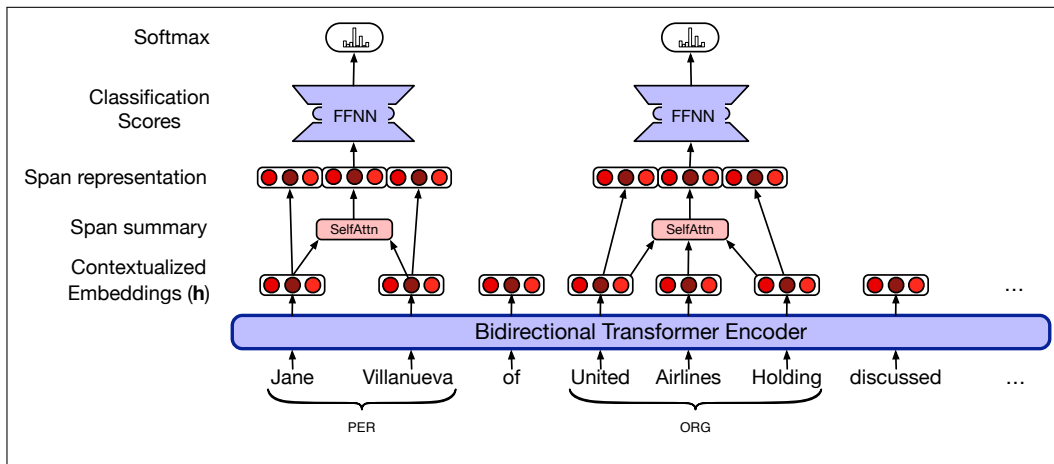 Softmax
Classification
Scores
FFNN FFNN
Span representation
Span summary SelfAttn SelfAttn
Contextualized
Embeddings (h) ...
Bidirectional Transformer Encoder
Jane Villanueva of United Airlines Holding discussed ...
PER ORG